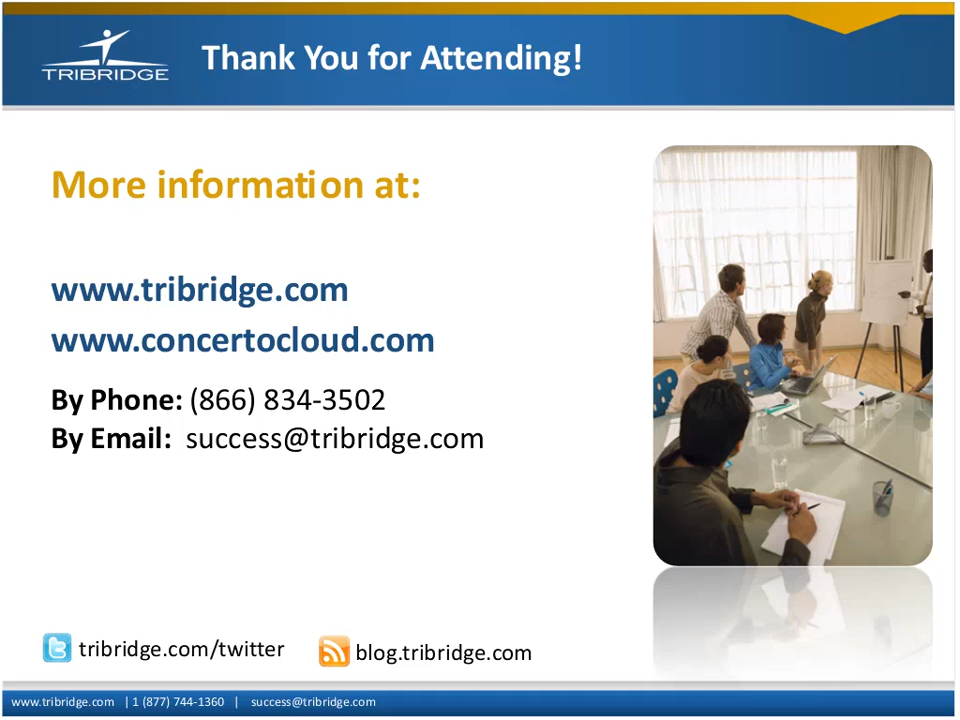 TRIBRIDGE
Thank You for Attending!
More information at:
www.tribridge.com
www.concertocloud.com
By Phone: (866) 834-3502
By Email: success@tribridge.com
tribridge.com/twitter
blog.tribridge.com
www.tribridge.com | 1 (877) 744-1360 | success@tribridge.com